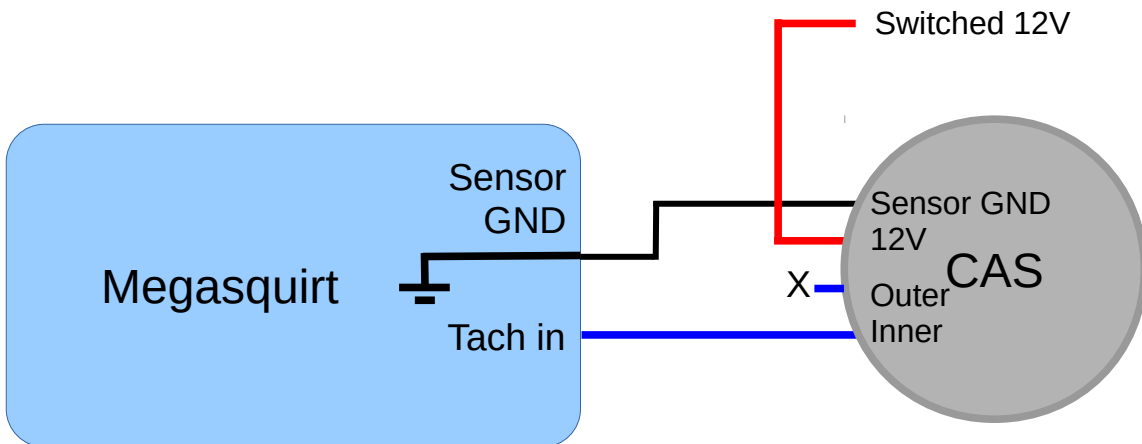 Switched 12V
Sensor
GND
Megasquirt
Tach in
Sensor GND
12V
CAS
X
Outer
Inner